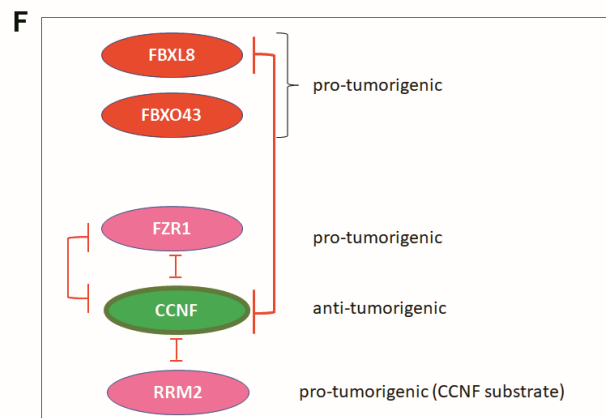 F
FBXL8
pro-tumorigenic
FBXO43
FZR1
pro-tumorigenic
CCNF
anti-tumorigenic
RRM2
pro-tumorigenic (CCNF substrate)